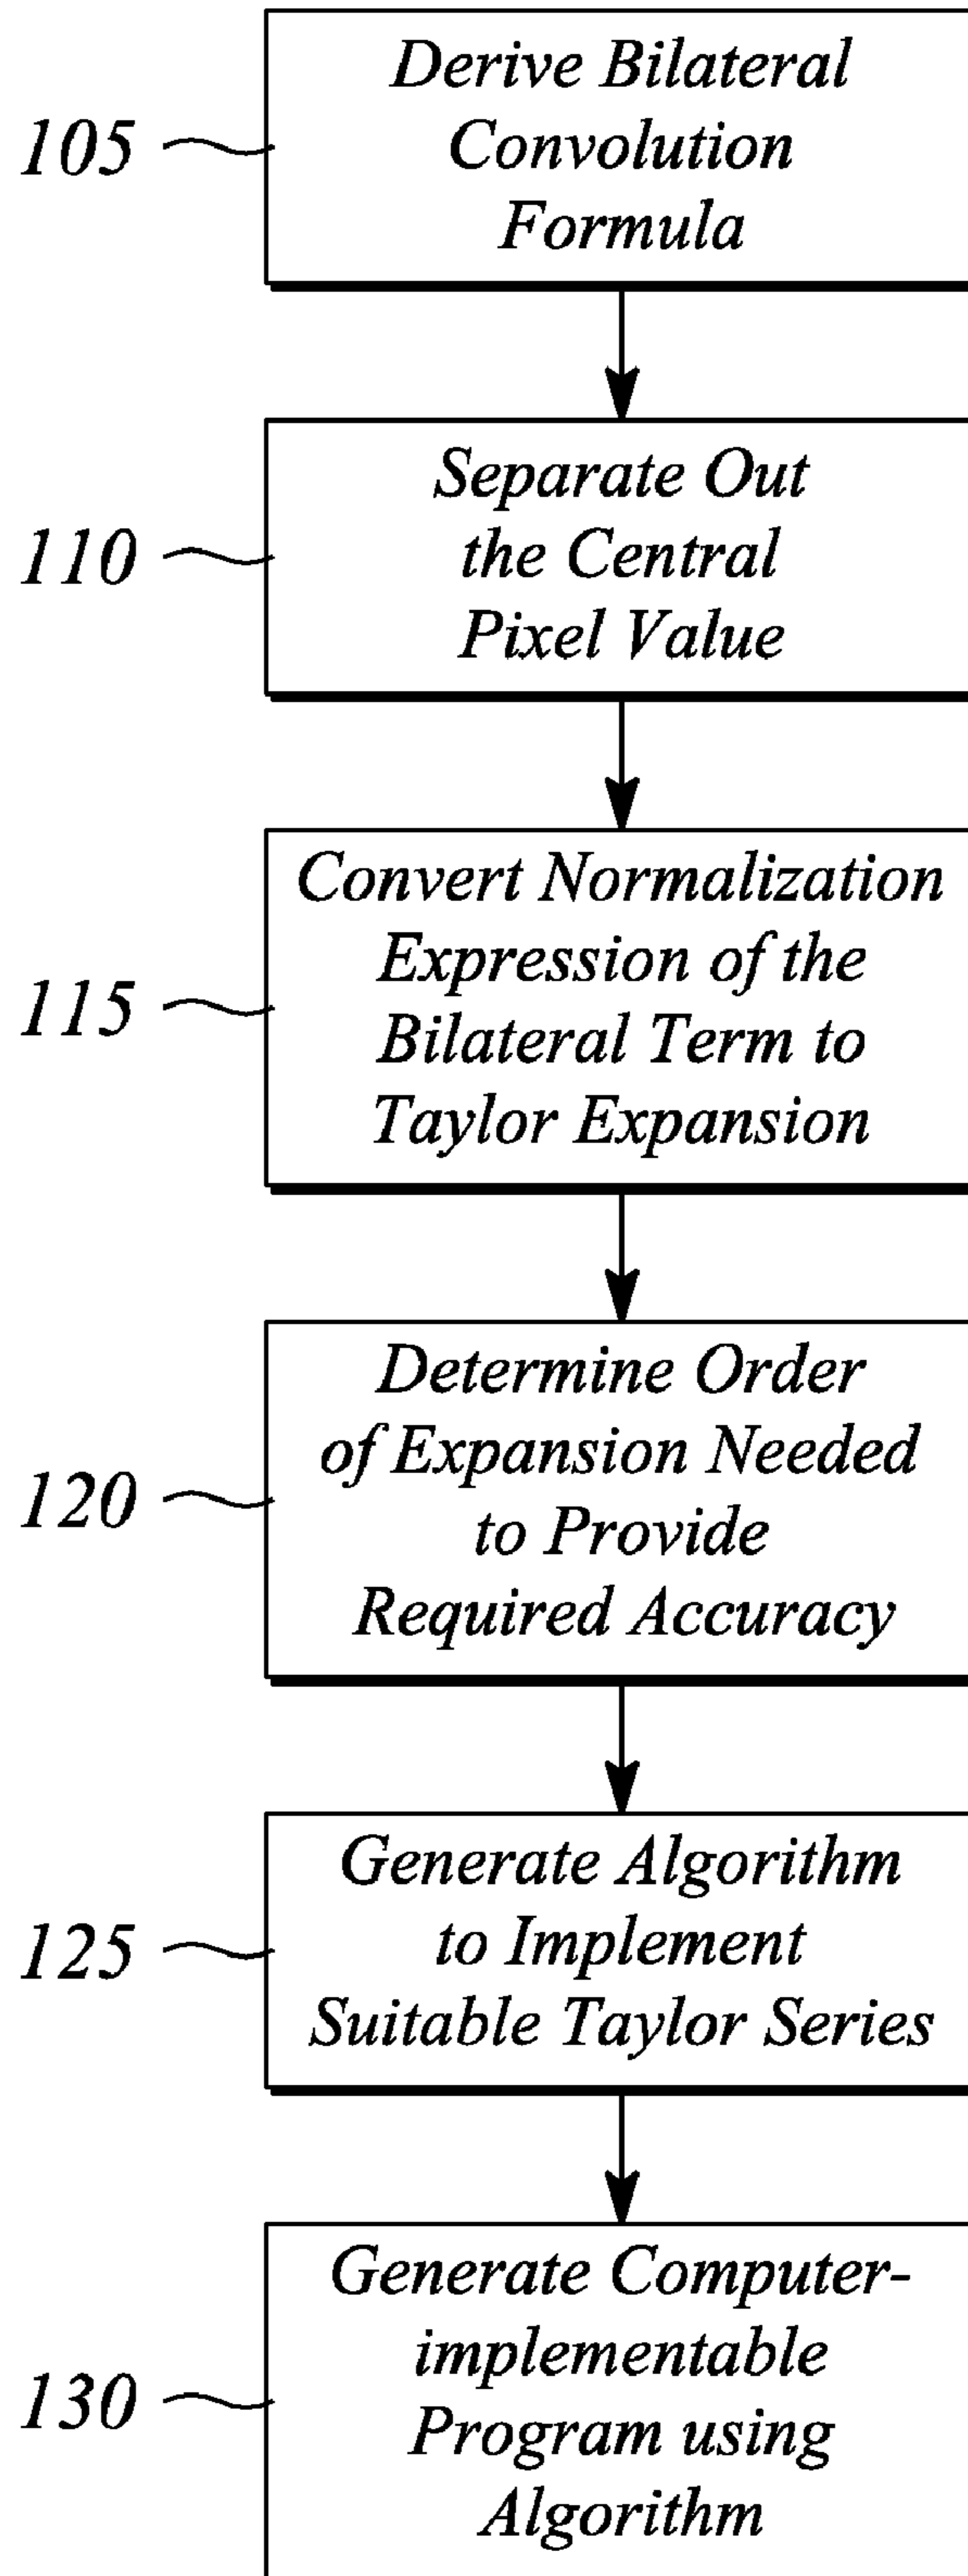 Derive Bilateral
Convolution
Formula
105
Separate Out
the Central
Pixel Value
110
Convert Normalization
Expression of the
Bilateral Term to
Taylor Expansion
115
Determine Order
of Expansion Needed
to Provide
Required Accuracy
120
Generate Algorithm
to Implement
Suitable Taylor Series
125
Generate Computer-
implementable
Program using
Algorithm
130